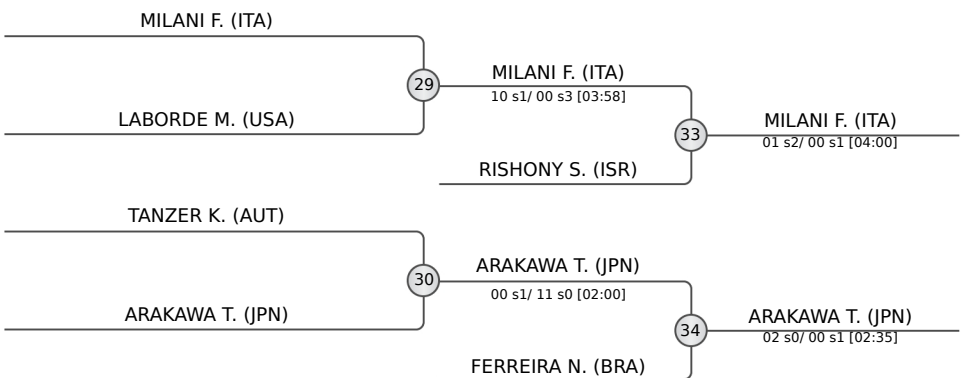 MILANI F. (ITA)
29
LABORDE M. (USA)
MILANI F. (ITA)
10 s1/ 00 s3 [03:58]
33
RISHONY S. (ISR)
MILANI F. (ITA)
01 s2/ 00 s1 [04:00]
TANZER K. (AUT)
30
ARAKAWA T. (JPN)
ARAKAWA T. (JPN)
00 s1/ 11 s0 [02:00]
34
FERREIRA N. (BRA)
ARAKAWA T. (JPN)
02 s0/ 00 s1 [02:35]